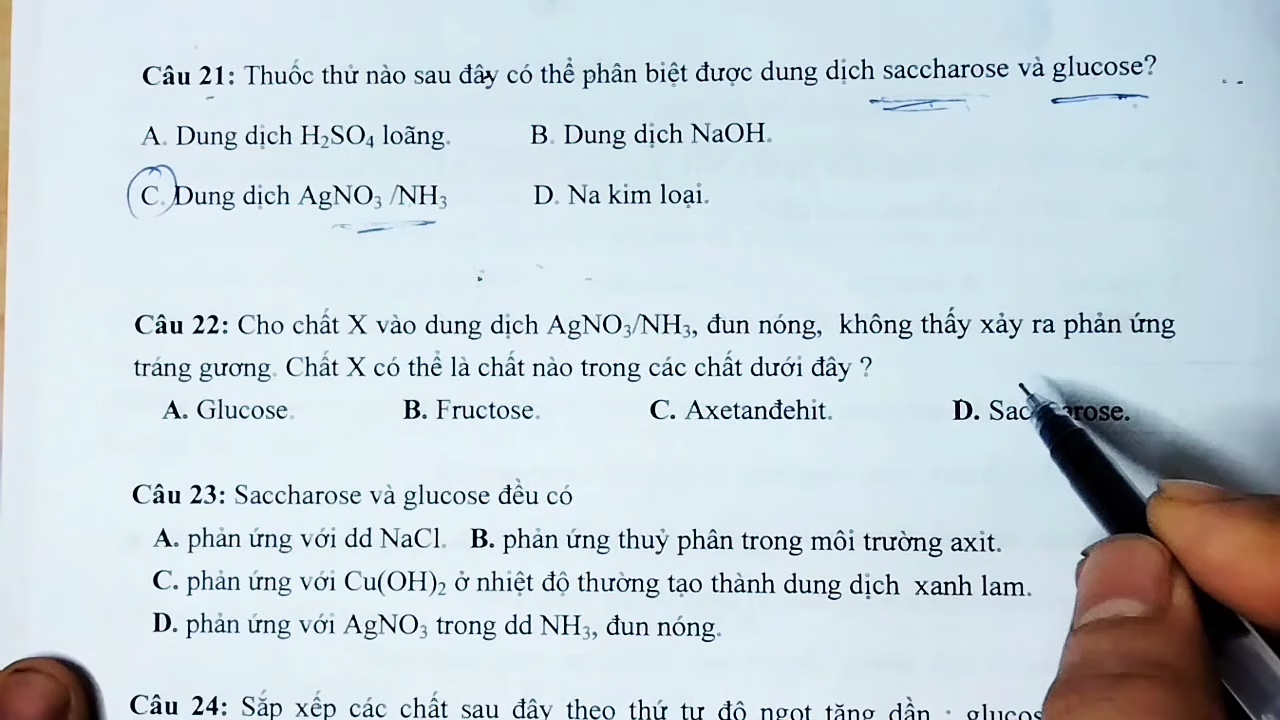 Câu 21: Thuốc thử nào sau đây có thể phân biệt được dung dịch saccharose và glucose?
A. Dung dịch H₂SO₄ loãng. B. Dung dịch NaOH.
C. Dung dịch AgNO₃ /NH₃ D. Na kim loại.
Câu 22: Cho chất X vào dung dịch AgNO₃/NH₃, đun nóng, không thấy xảy ra phản ứng
tráng gương. Chất X có thể là chất nào trong các chất dưới đây ?
A. Glucose. B. Fructose. C. Axetanđehit. D. Saccharose.
Câu 23: Saccharose và glucose đều có
A. phản ứng với dd NaCl. B. phản ứng thuỷ phân trong môi trường axit.
C. phản ứng với Cu(OH)₂ ở nhiệt độ thường tạo thành dung dịch xanh lam.
D. phản ứng với AgNO₃ trong dd NH₃, đun nóng.
Câu 24: Sắp xếp các chất sau đây theo thứ tự độ ngọt tăng dần :